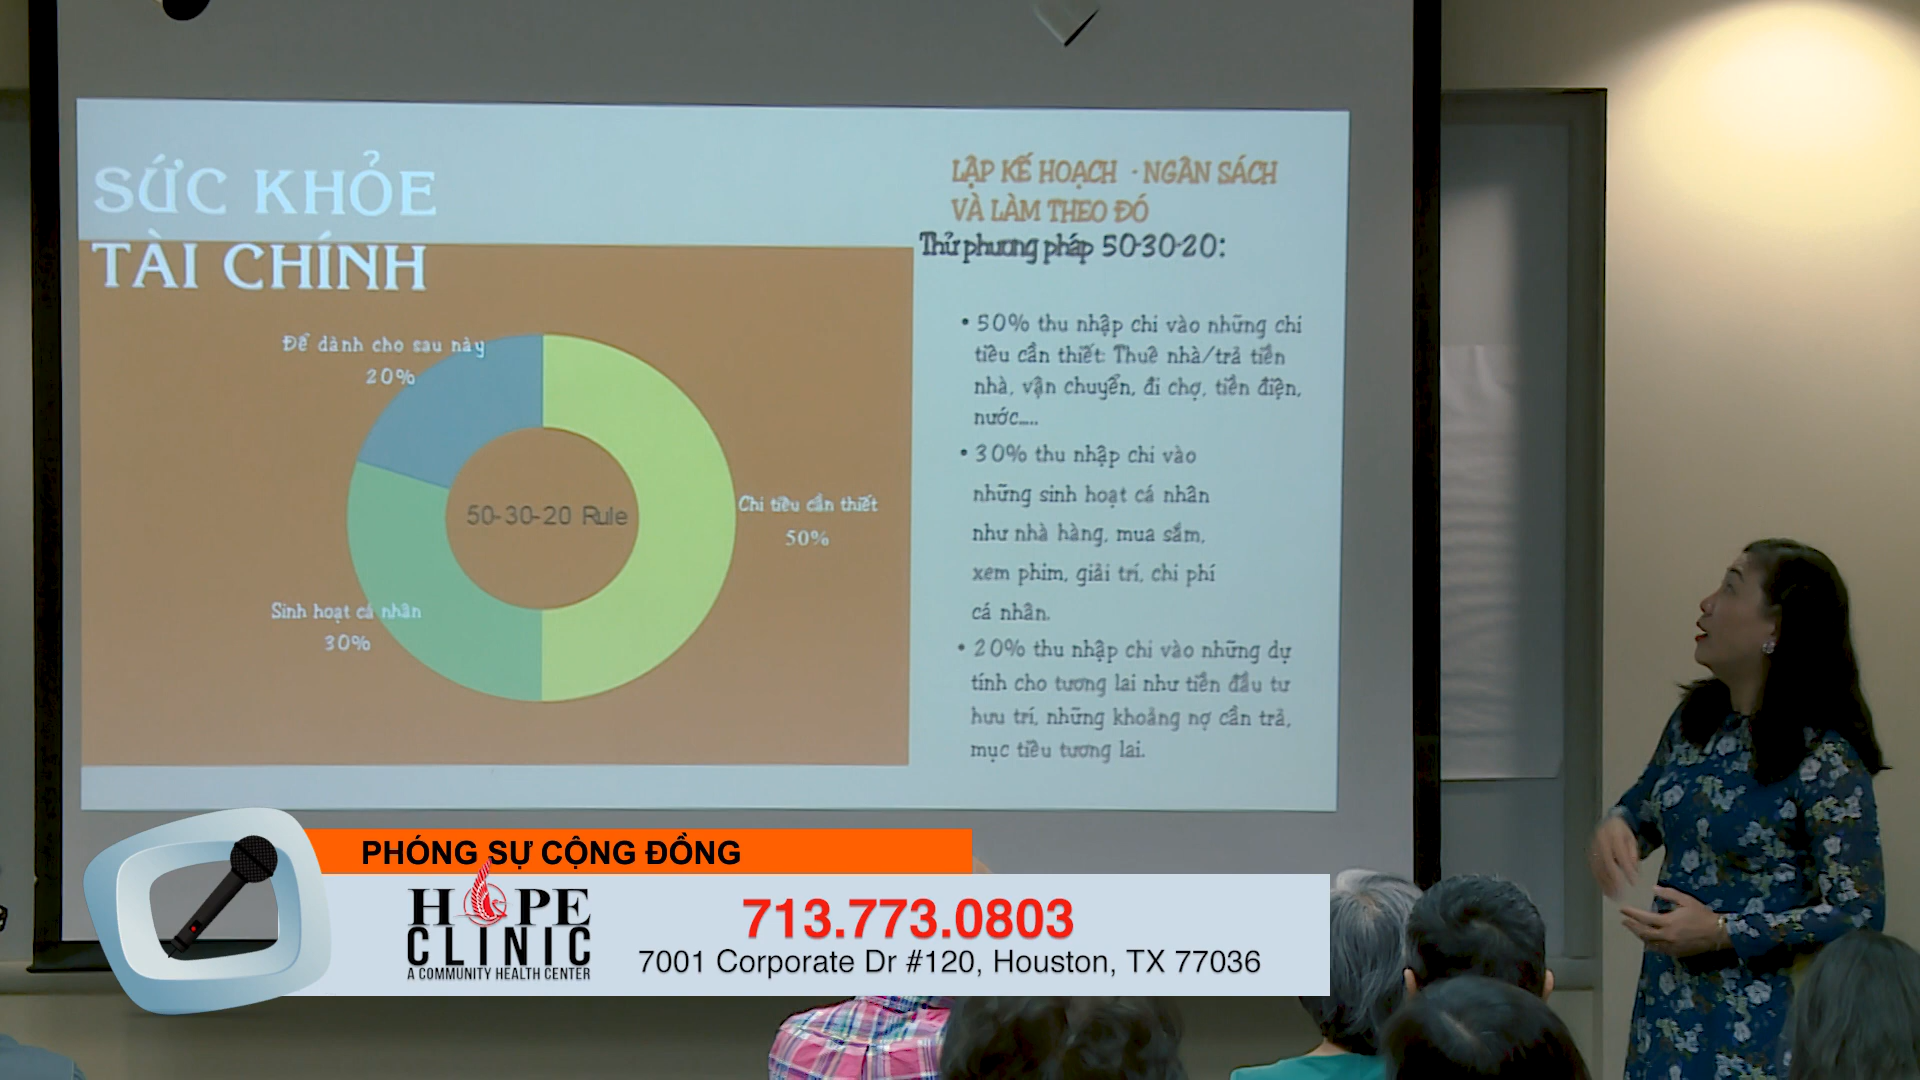 SỨC KHỎE
TÀI CHÍNH
Để dành cho sau này
20%
50-30-20 Rule
Chi tiêu cần thiết
50%
Sinh hoạt cá nhân
30%
LẬP KẾ HOẠCH - NGÂN SÁCH
VÀ LÀM THEO ĐÓ
Thử phương pháp 50-30-20:
• 50% thu nhập chi vào những chi
tiêu cần thiết: Thuê nhà/trả tiền
nhà, vận chuyển, đi chợ, tiền điện,
nước.....
• 30% thu nhập chi vào
những sinh hoạt cá nhân
như nhà hàng, mua sắm,
xem phim, giải trí, chi phí
cá nhân.
• 20% thu nhập chi vào những dự
tính cho tương lai như tiền đầu tư
hưu trí, những khoảng nợ cần trả,
mục tiêu tương lai.
PHÓNG SỰ CỘNG ĐỒNG
HOPE
CLINIC
A COMMUNITY HEALTH CENTER
713.773.0803
7001 Corporate Dr #120, Houston, TX 77036